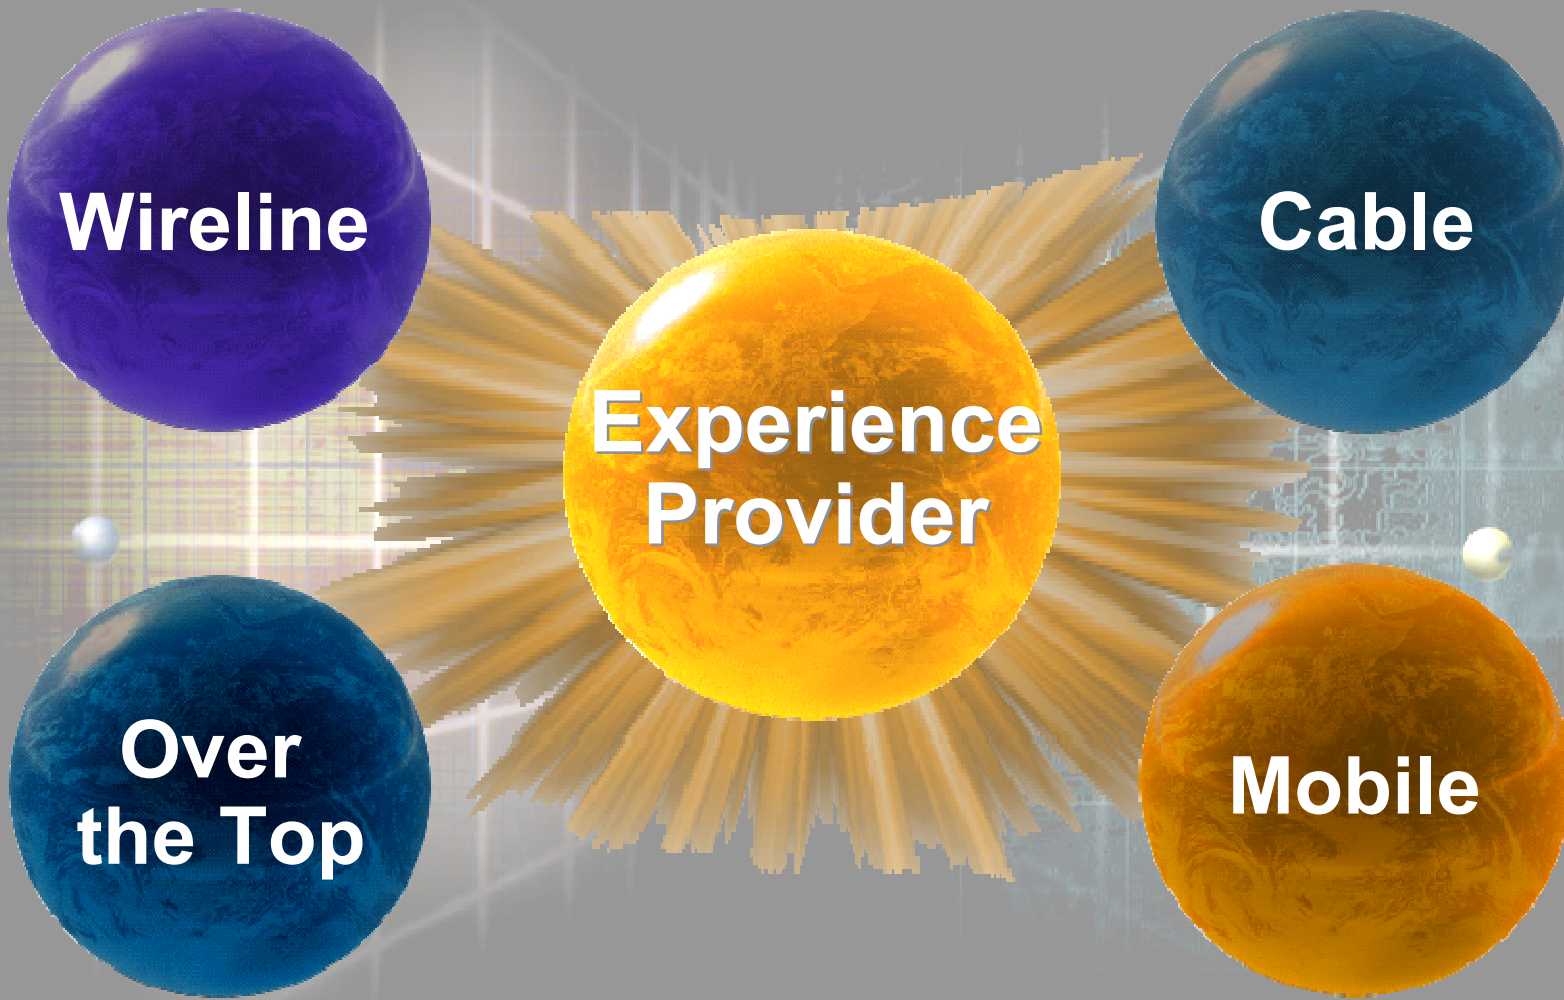 Wireline
Cable
Experience
Provider
Over
the Top
Mobile